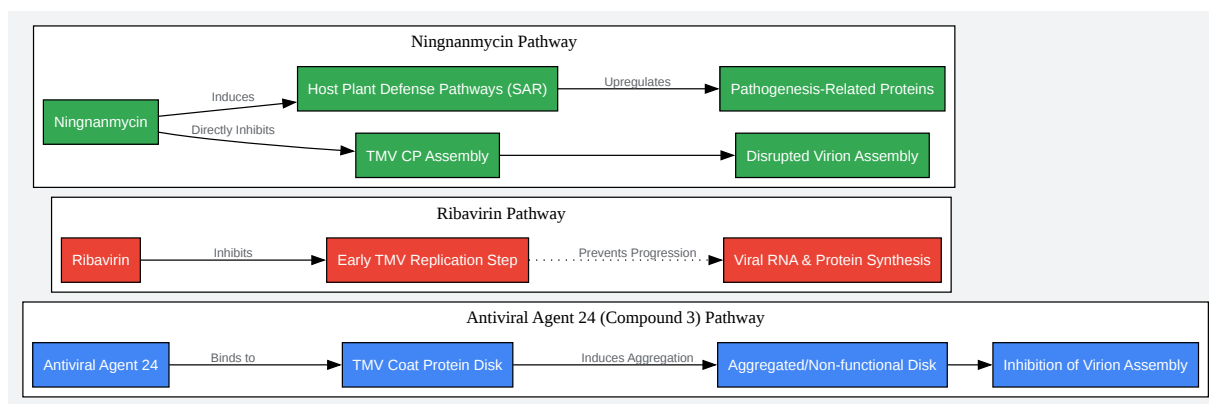 Ningnanmycin Pathway
Ningnanmycin
Induces
Host Plant Defense Pathways (SAR)
Upregulates
Pathogenesis-Related Proteins
Directly Inhibits
TMV CP Assembly
Disrupted Virion Assembly
Ribavirin Pathway
Ribavirin
Inhibits
Early TMV Replication Step
Prevents Progression
Viral RNA & Protein Synthesis
Antiviral Agent 24 (Compound 3) Pathway
Antiviral Agent 24
Binds to
TMV Coat Protein Disk
Induces Aggregation
Aggregated/Non-functional Disk
Inhibition of Virion Assembly